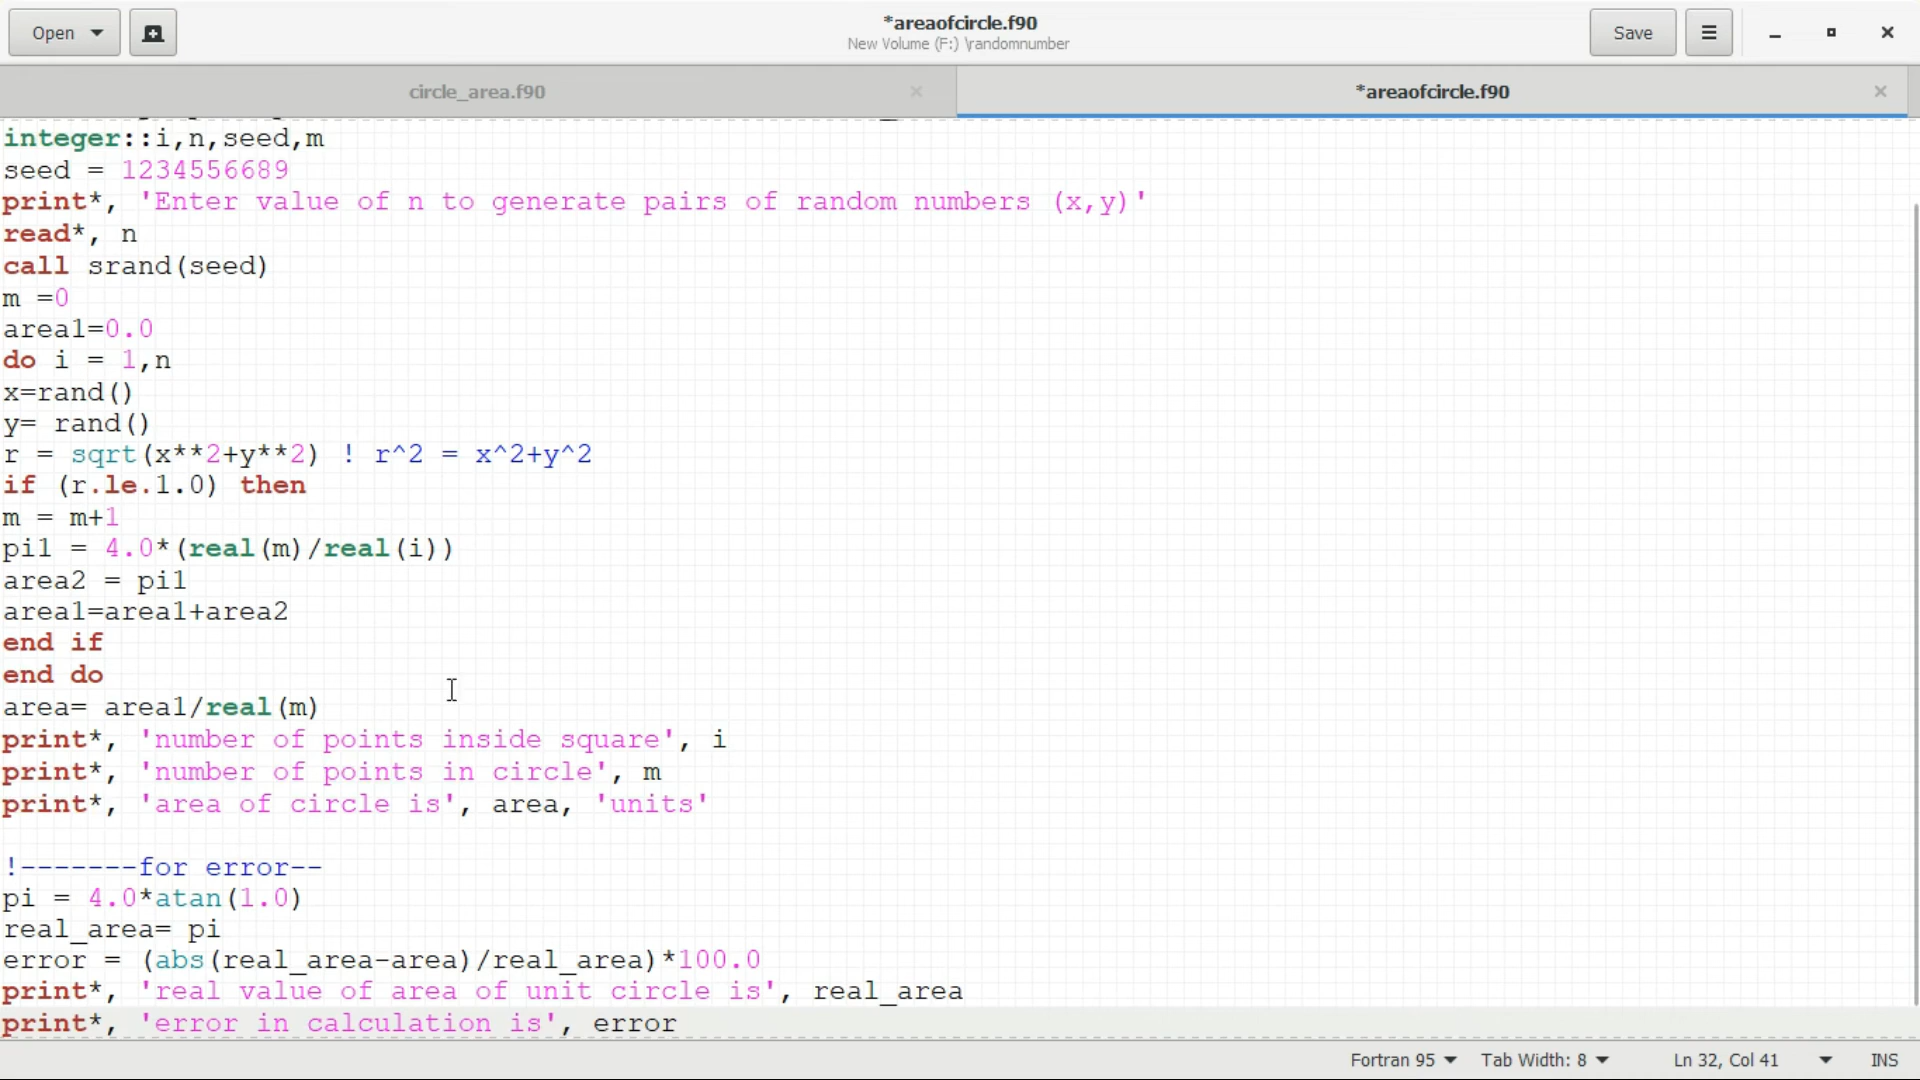 Open
*areaofcircle.f90
New Volume (F:) \randomnumber
Save
circle_area.f90
*areaofcircle.f90
integer::i,n,seed,m
seed = 1234556689
print*, 'Enter value of n to generate pairs of random numbers (x,y)'
read*, n
call srand(seed)
m =0
area1=0.0
do i = 1,n
x=rand()
y= rand()
r = sqrt(x**2+y**2) ! r^2 = x^2+y^2
if (r.le.1.0) then
m = m+1
pi1 = 4.0*(real(m)/real(i))
area2 = pi1
area1=area1+area2
end if
end do
area= area1/real(m)
print*, 'number of points inside square', i
print*, 'number of points in circle', m
print*, 'area of circle is', area, 'units'
!-------for error--
pi = 4.0*atan(1.0)
real_area= pi
error = (abs(real_area-area)/real_area)*100.0
print*, 'real value of area of unit circle is', real_area
print*, 'error in calculation is', error
Fortran 95 Tab Width: 8 Ln 32, Col 41 INS